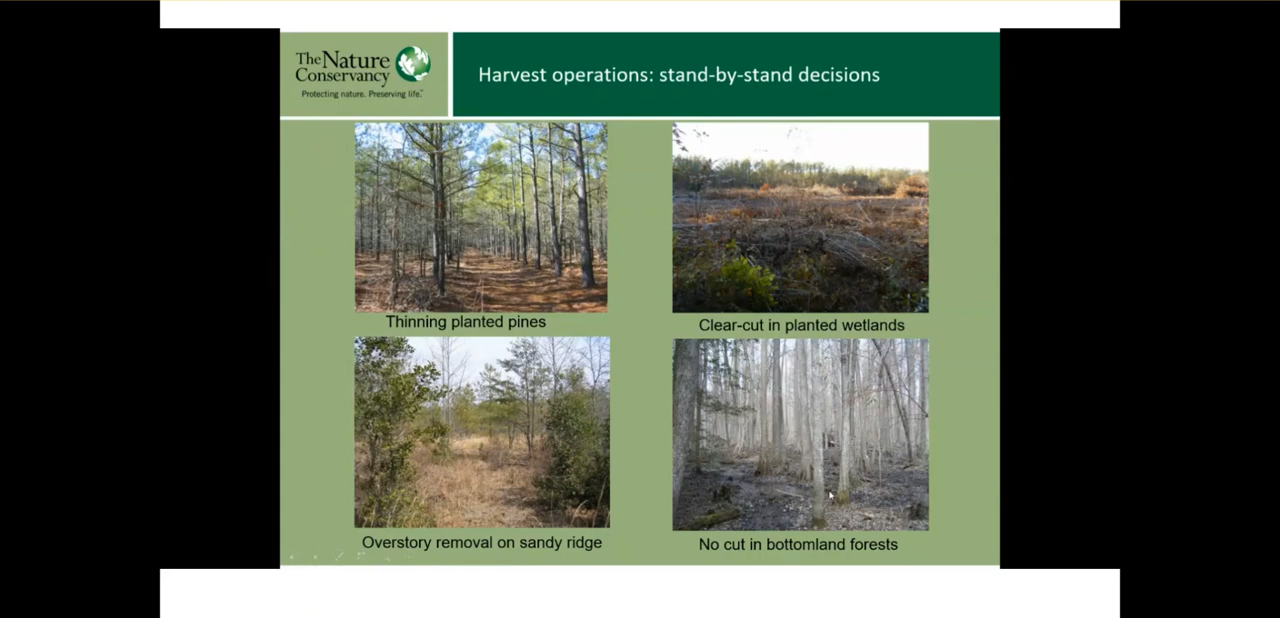 The Nature
Conservancy
Protecting nature. Preserving life.™
Harvest operations: stand-by-stand decisions
Thinning planted pines
Clear-cut in planted wetlands
Overstory removal on sandy ridge
No cut in bottomland forests